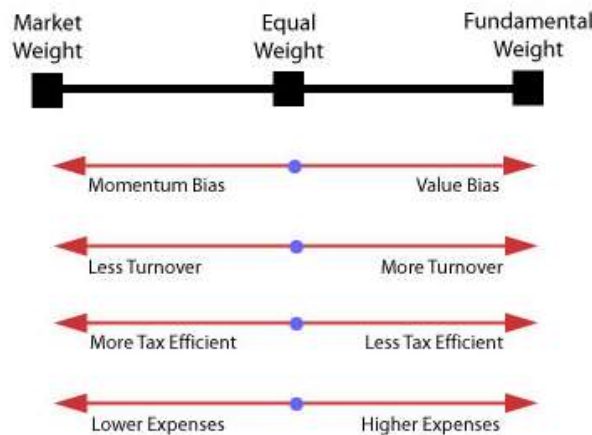 Market
Weight
Equal
Weight
Fundamental
Weight
Momentum Bias
Value Bias
Less Turnover
More Turnover
More Tax Efficient
Less Tax Efficient
Lower Expenses
Higher Expenses